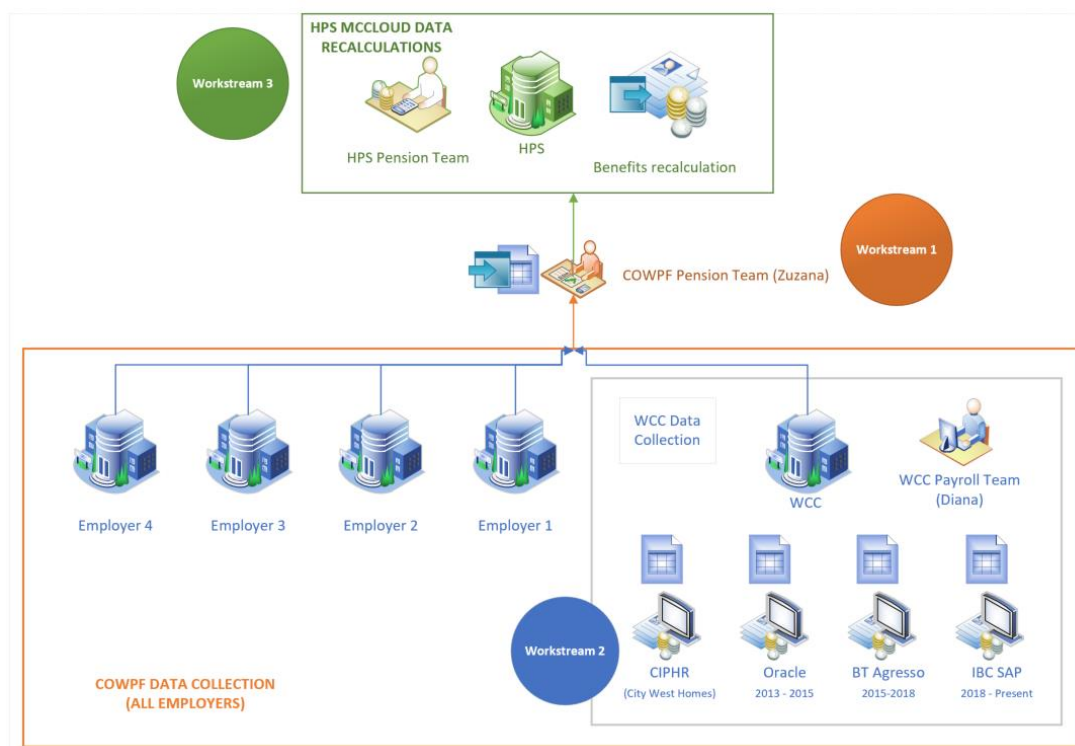 HPS MCCLOUD DATA
RECALCULATIONS
Workstream 3
HPS Pension Team
HPS
Benefits recalculation
Workstream 1
COWPF Pension Team (Zuzana)
WCC Data
Collection
WCC
WCC Payroll Team
(Diana)
Employer 4
Employer 3
Employer 2
Employer 1
Workstream 2
CIPHR
(City West Homes)
Oracle
2013 - 2015
BT Agresso
2015-2018
IBC SAP
2018 - Present
COWPF DATA COLLECTION
(ALL EMPLOYERS)